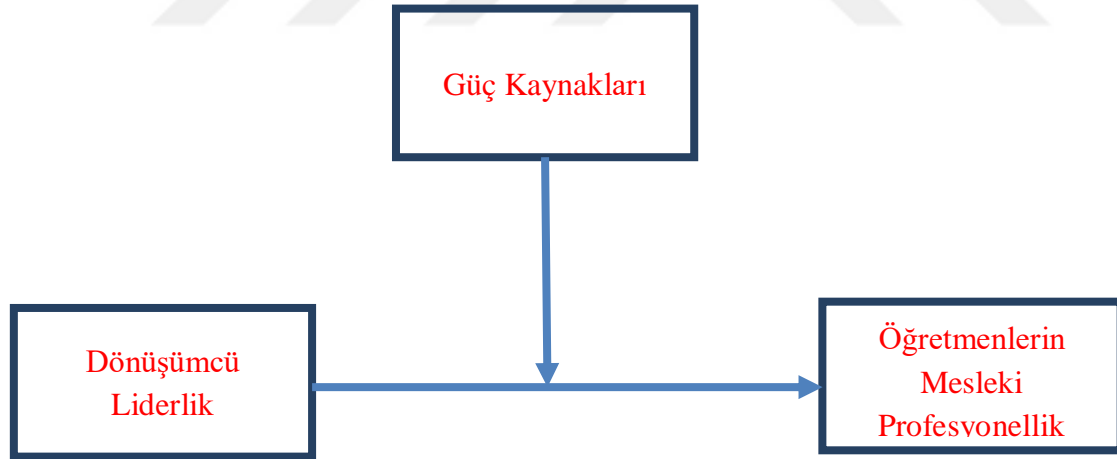 Güç Kaynakları
Dönüşümcü
Liderlik
Öğretmenlerin
Mesleki
Profesyonellik